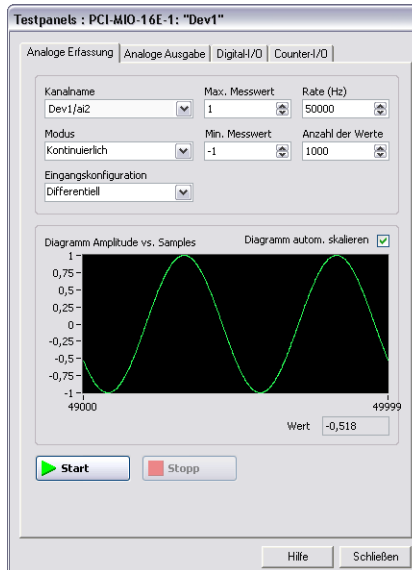 Testpanels : PCI-MIO-16E-1: "Dev1"
Analoge Erfassung Analoge Ausgabe Digital-I/O Counter-I/O
Kanalname Max. Messwert Rate (Hz)
Dev1/ai2 1 50000
Modus Min. Messwert Anzahl der Werte
Kontinuierlich -1 1000
Eingangskonfiguration
Differentiell
Diagramm Amplitude vs. Samples Diagramm autom. skalieren
1
0,75
0,5
0,25
0
-0,25
-0,5
-0,75
-1
49000 49999
Wert -0,518
Start Stopp
Hilfe Schließen